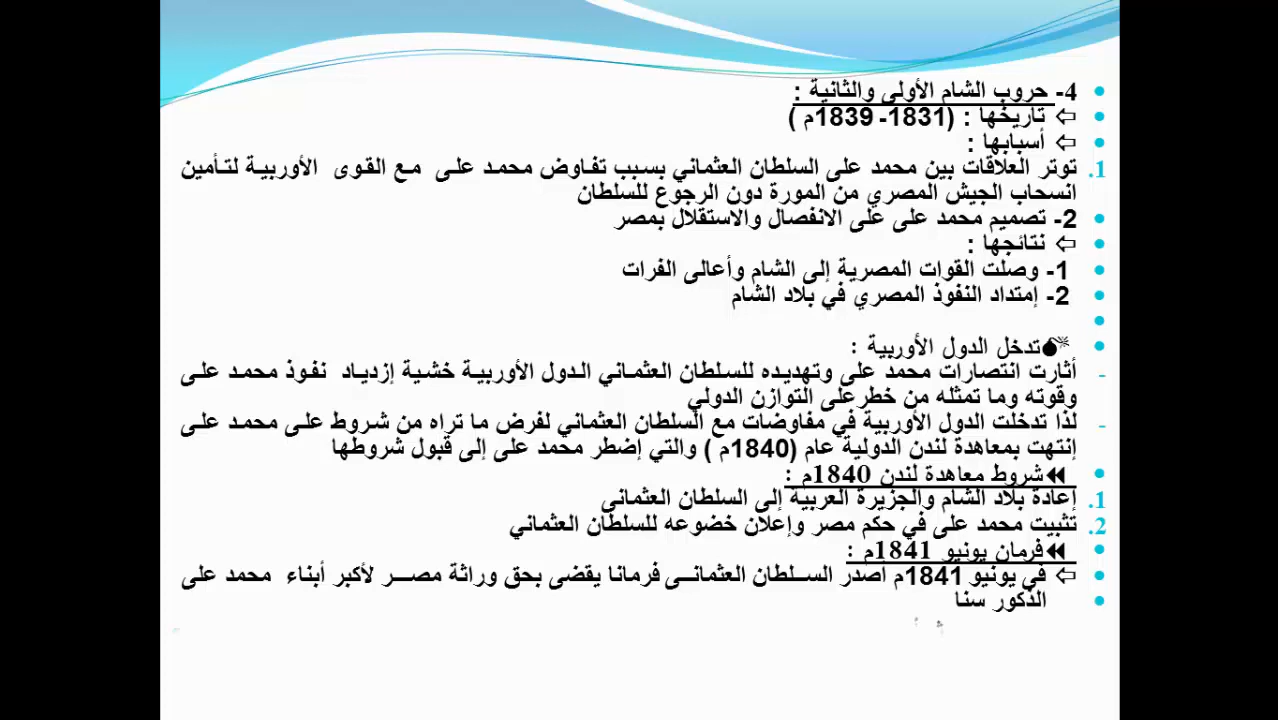 4- حروب الشام الأولى والثانية :
⇦ تاريخها : (1831- 1839م )
⇦ أسبابها :
1. توتر العلاقات بين محمد على السلطان العثماني بسبب تفاوض محمد على مع القوى الأوربية لتأمين
انسحاب الجيش المصري من المورة دون الرجوع للسلطان
2- تصميم محمد على على الانفصال والاستقلال بمصر
⇦ نتائجها :
1- وصلت القوات المصرية إلى الشام وأعالى الفرات
2- إمتداد النفوذ المصري في بلاد الشام
تدخل الدول الأوربية :
- أثارت انتصارات محمد على وتهديده للسلطان العثماني الدول الأوربية خشية إزدياد نفوذ محمد على
وقوته وما تمثله من خطرعلى التوازن الدولي
- لذا تدخلت الدول الأوربية في مفاوضات مع السلطان العثماني لفرض ما تراه من شروط على محمد على
إنتهت بمعاهدة لندن الدولية عام (1840م ) والتي إضطر محمد على إلى قبول شروطها
شروط معاهدة لندن 1840م :
1. إعادة بلاد الشام والجزيرة العربية إلى السلطان العثمانى
2. تثبيت محمد على في حكم مصر وإعلان خضوعه للسلطان العثماني
فرمان يونيو 1841م :
⇦ فى يونيو 1841م اصدر السلطان العثمانى فرمانا يقضى بحق وراثة مصر لأكبر أبناء محمد على
الذكور سنا